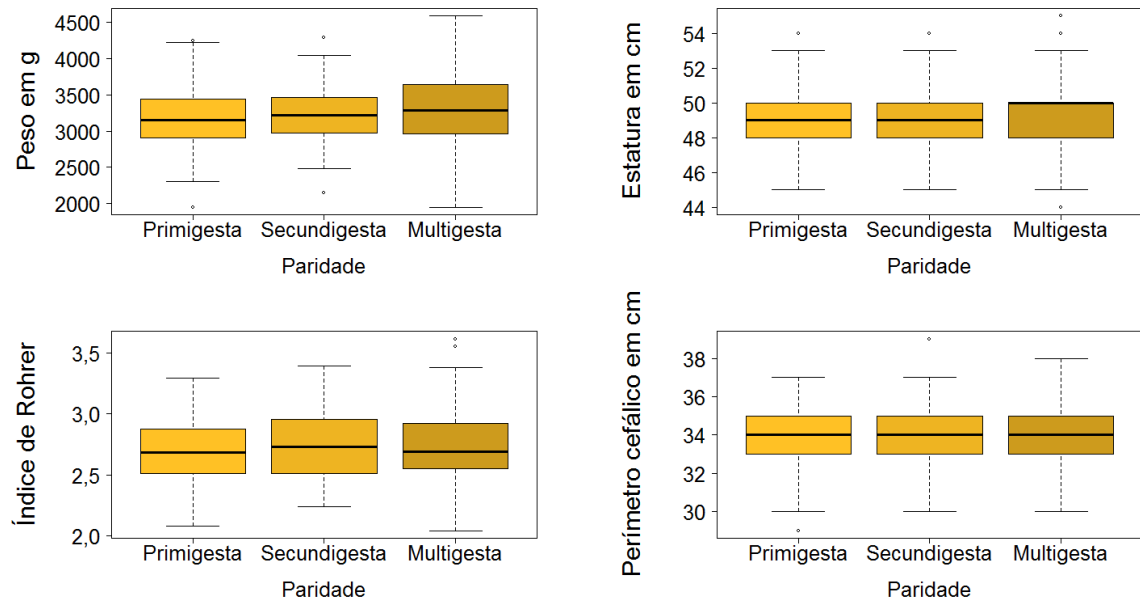 Peso em g
4500
4000
3500
3000
2500
2000
Primigesta Secundigesta Multigesta
Paridade
Estatura em cm
54
52
50
48
46
44
Primigesta Secundigesta Multigesta
Paridade
Índice de Rohrer
3,5
3,0
2,5
2,0
Primigesta Secundigesta Multigesta
Paridade
Perímetro cefálico em cm
38
36
34
32
30
Primigesta Secundigesta Multigesta
Paridade